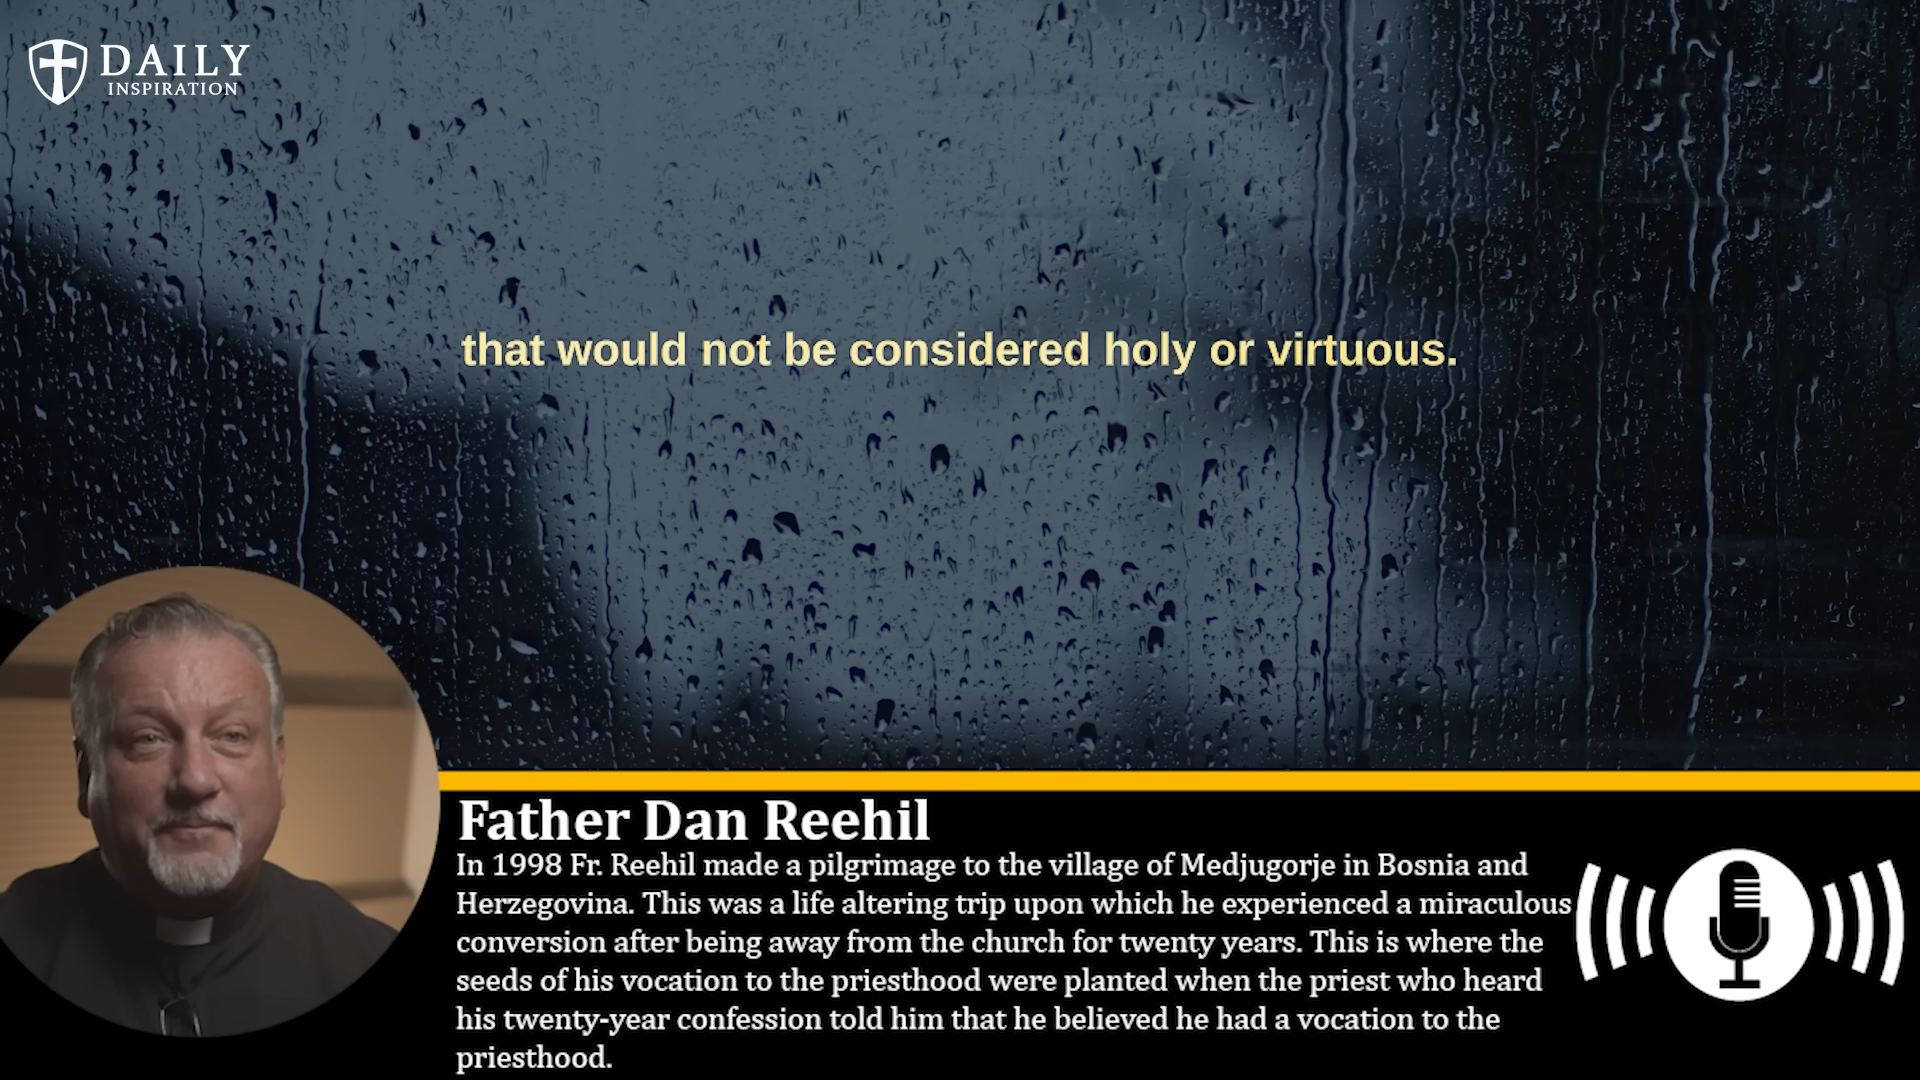 DAILY
INSPIRATION
that would not be considered holy or virtuous.
Father Dan Reehil
In 1998 Fr. Reehil made a pilgrimage to the village of Medjugorje in Bosnia and
Herzegovina. This was a life altering trip upon which he experienced a miraculous
conversion after being away from the church for twenty years. This is where the
seeds of his vocation to the priesthood were planted when the priest who heard
his twenty-year confession told him that he believed he had a vocation to the
priesthood.